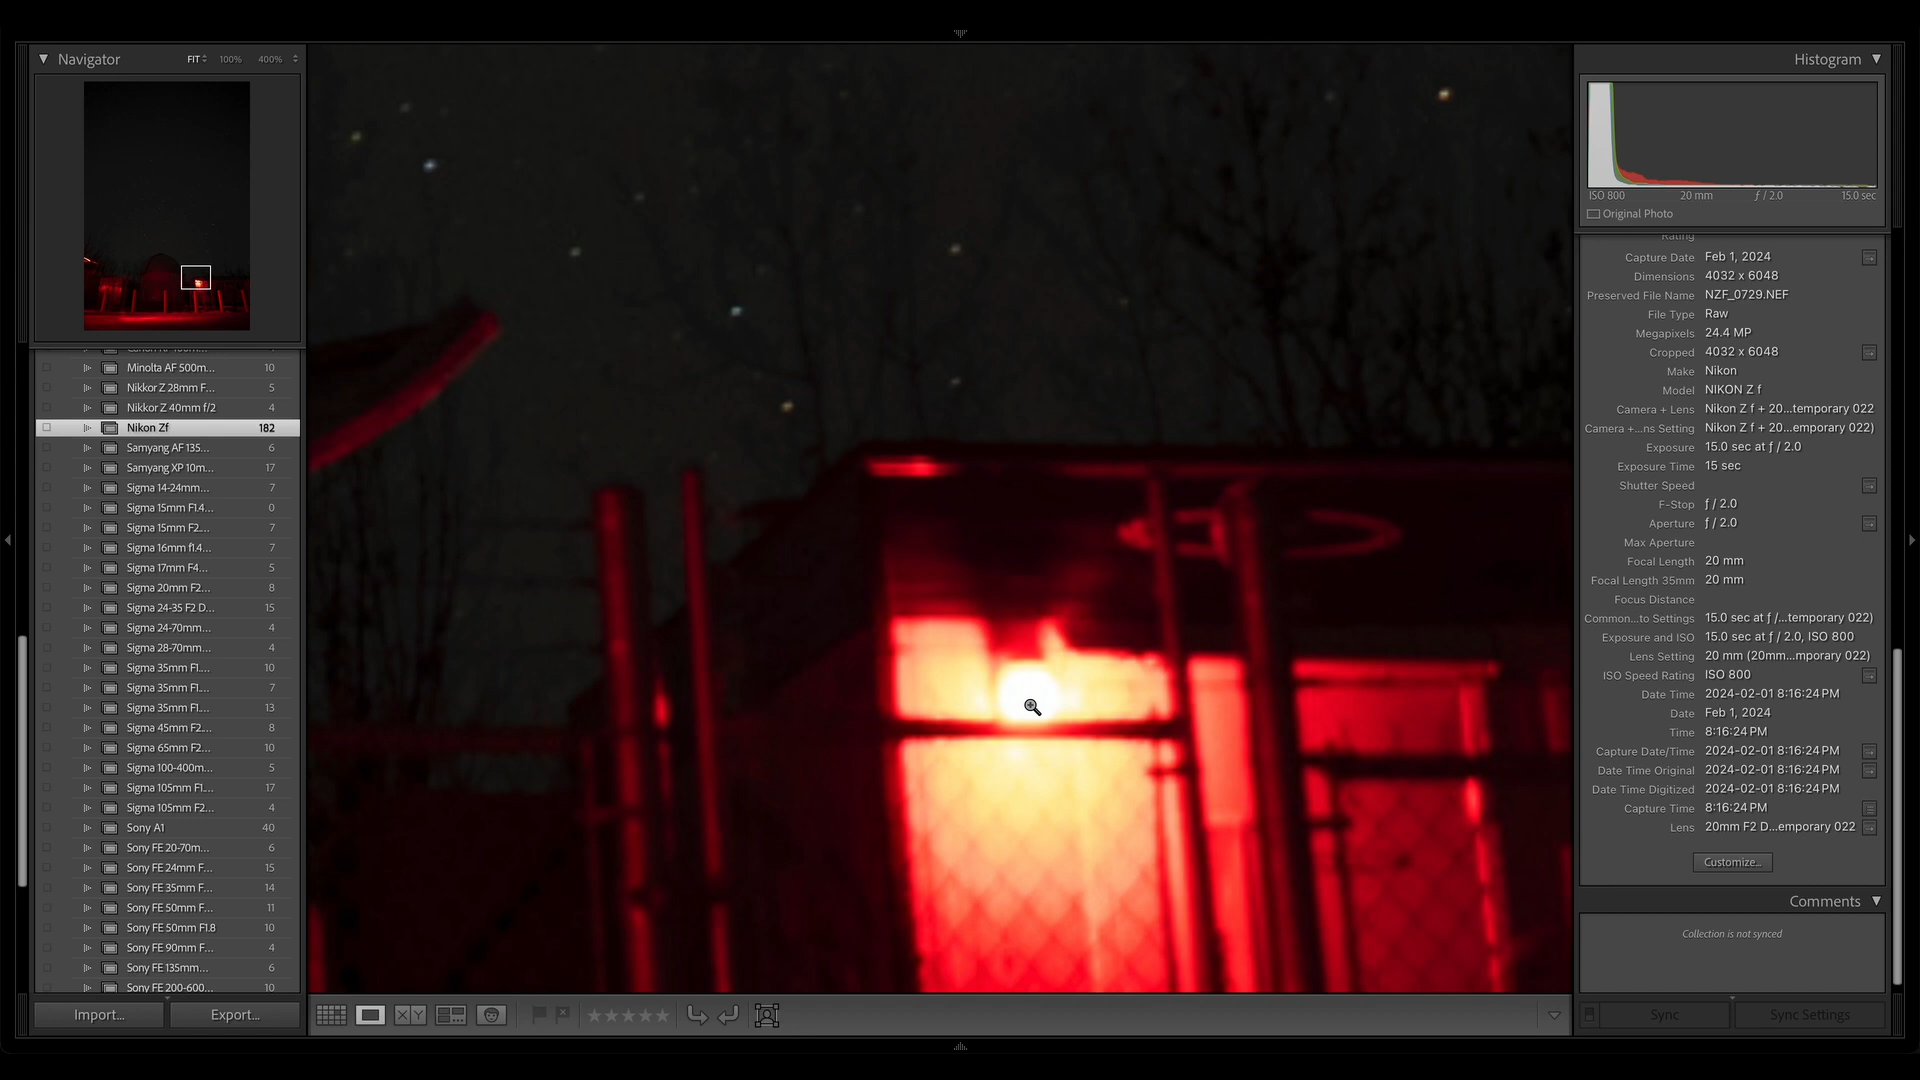 Navigator FIT 100% 400%
Minolta AF 500m... 10
Nikkor Z 28mm F... 5
Nikkor Z 40mm f/2 4
Nikon Zf 182
Samyang AF 135... 6
Samyang XP 10m... 17
Sigma 14-24mm... 7
Sigma 15mm F1.4... 0
Sigma 15mm F2.... 7
Sigma 16mm f1.4... 7
Sigma 17mm F4... 5
Sigma 20mm F2... 8
Sigma 24-35 F2 D... 15
Sigma 24-70mm... 4
Sigma 28-70mm... 4
Sigma 35mm F1.... 10
Sigma 35mm F1.... 7
Sigma 35mm F1.... 13
Sigma 45mm F2.... 8
Sigma 65mm F2... 10
Sigma 100-400m... 5
Sigma 105mm F1... 17
Sigma 105mm F2... 4
Sony A1 40
Sony FE 20-70m... 6
Sony FE 24mm F... 15
Sony FE 35mm F... 14
Sony FE 50mm F... 11
Sony FE 50mm F1.8 10
Sony FE 90mm F... 4
Sony FE 135mm... 6
Sony FE 200-600... 10
Import... Export...
Histogram
ISO 800 20 mm ƒ / 2.0 15.0 sec
Original Photo
Rating
Capture Date Feb 1, 2024
Dimensions 4032 x 6048
Preserved File Name NZF_0729.NEF
File Type Raw
Megapixels 24.4 MP
Cropped 4032 x 6048
Make Nikon
Model NIKON Z f
Camera + Lens Nikon Z f + 20...temporary 022
Camera +...ns Setting Nikon Z f + 20...emporary 022)
Exposure 15.0 sec at ƒ / 2.0
Exposure Time 15 sec
Shutter Speed
F-Stop ƒ / 2.0
Aperture ƒ / 2.0
Max Aperture
Focal Length 20 mm
Focal Length 35mm 20 mm
Focus Distance
Common...to Settings 15.0 sec at ƒ /...temporary 022)
Exposure and ISO 15.0 sec at ƒ / 2.0, ISO 800
Lens Setting 20 mm (20mm...mporary 022)
ISO Speed Rating ISO 800
Date Time 2024-02-01 8:16:24 PM
Date Feb 1, 2024
Time 8:16:24 PM
Capture Date/Time 2024-02-01 8:16:24 PM
Date Time Original 2024-02-01 8:16:24 PM
Date Time Digitized 2024-02-01 8:16:24 PM
Capture Time 8:16:24 PM
Lens 20mm F2 D...emporary 022
Customize...
Comments
Collection is not synced
Sync Sync Settings